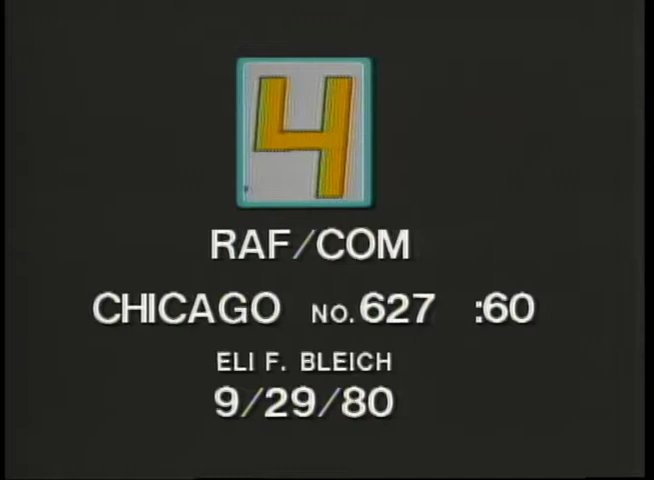 4
RAF/COM
CHICAGO NO. 627 :60
ELI F. BLEICH
9/29/80